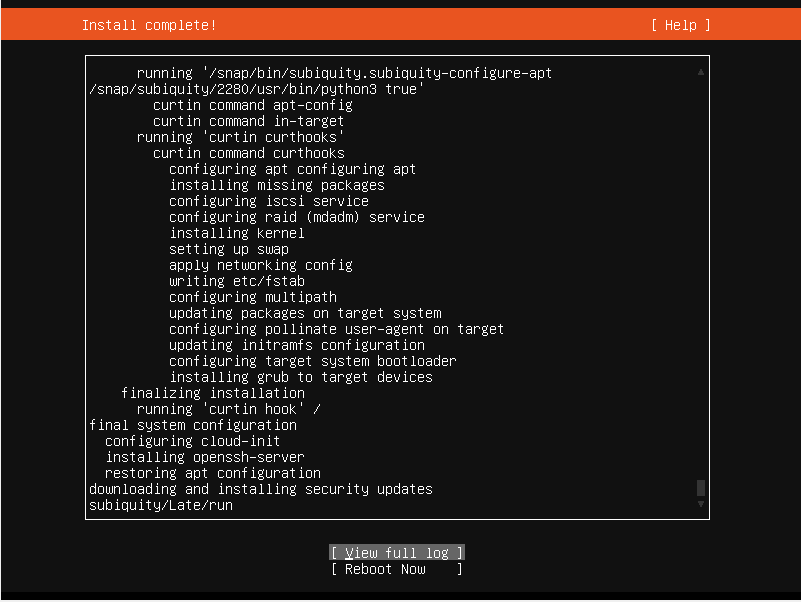 Install complete!
[ Help ]
running '/snap/bin/subiquity.subiquity-configure-apt
/snap/subiquity/2280/usr/bin/python3 true'
curtin command apt-config
curtin command in-target
running 'curtin curthooks'
curtin command curthooks
configuring apt configuring apt
installing missing packages
configuring iscsi service
configuring raid (mdadm) service
installing kernel
setting up swap
apply networking config
writing etc/fstab
configuring multipath
updating packages on target system
configuring pollinate user-agent on target
updating initramfs configuration
configuring target system bootloader
installing grub to target devices
finalizing installation
running 'curtin hook' /
final system configuration
configuring cloud-init
installing openssh-server
restoring apt configuration
downloading and installing security updates
subiquity/Late/run
[ View full log ]
[ Reboot Now ]